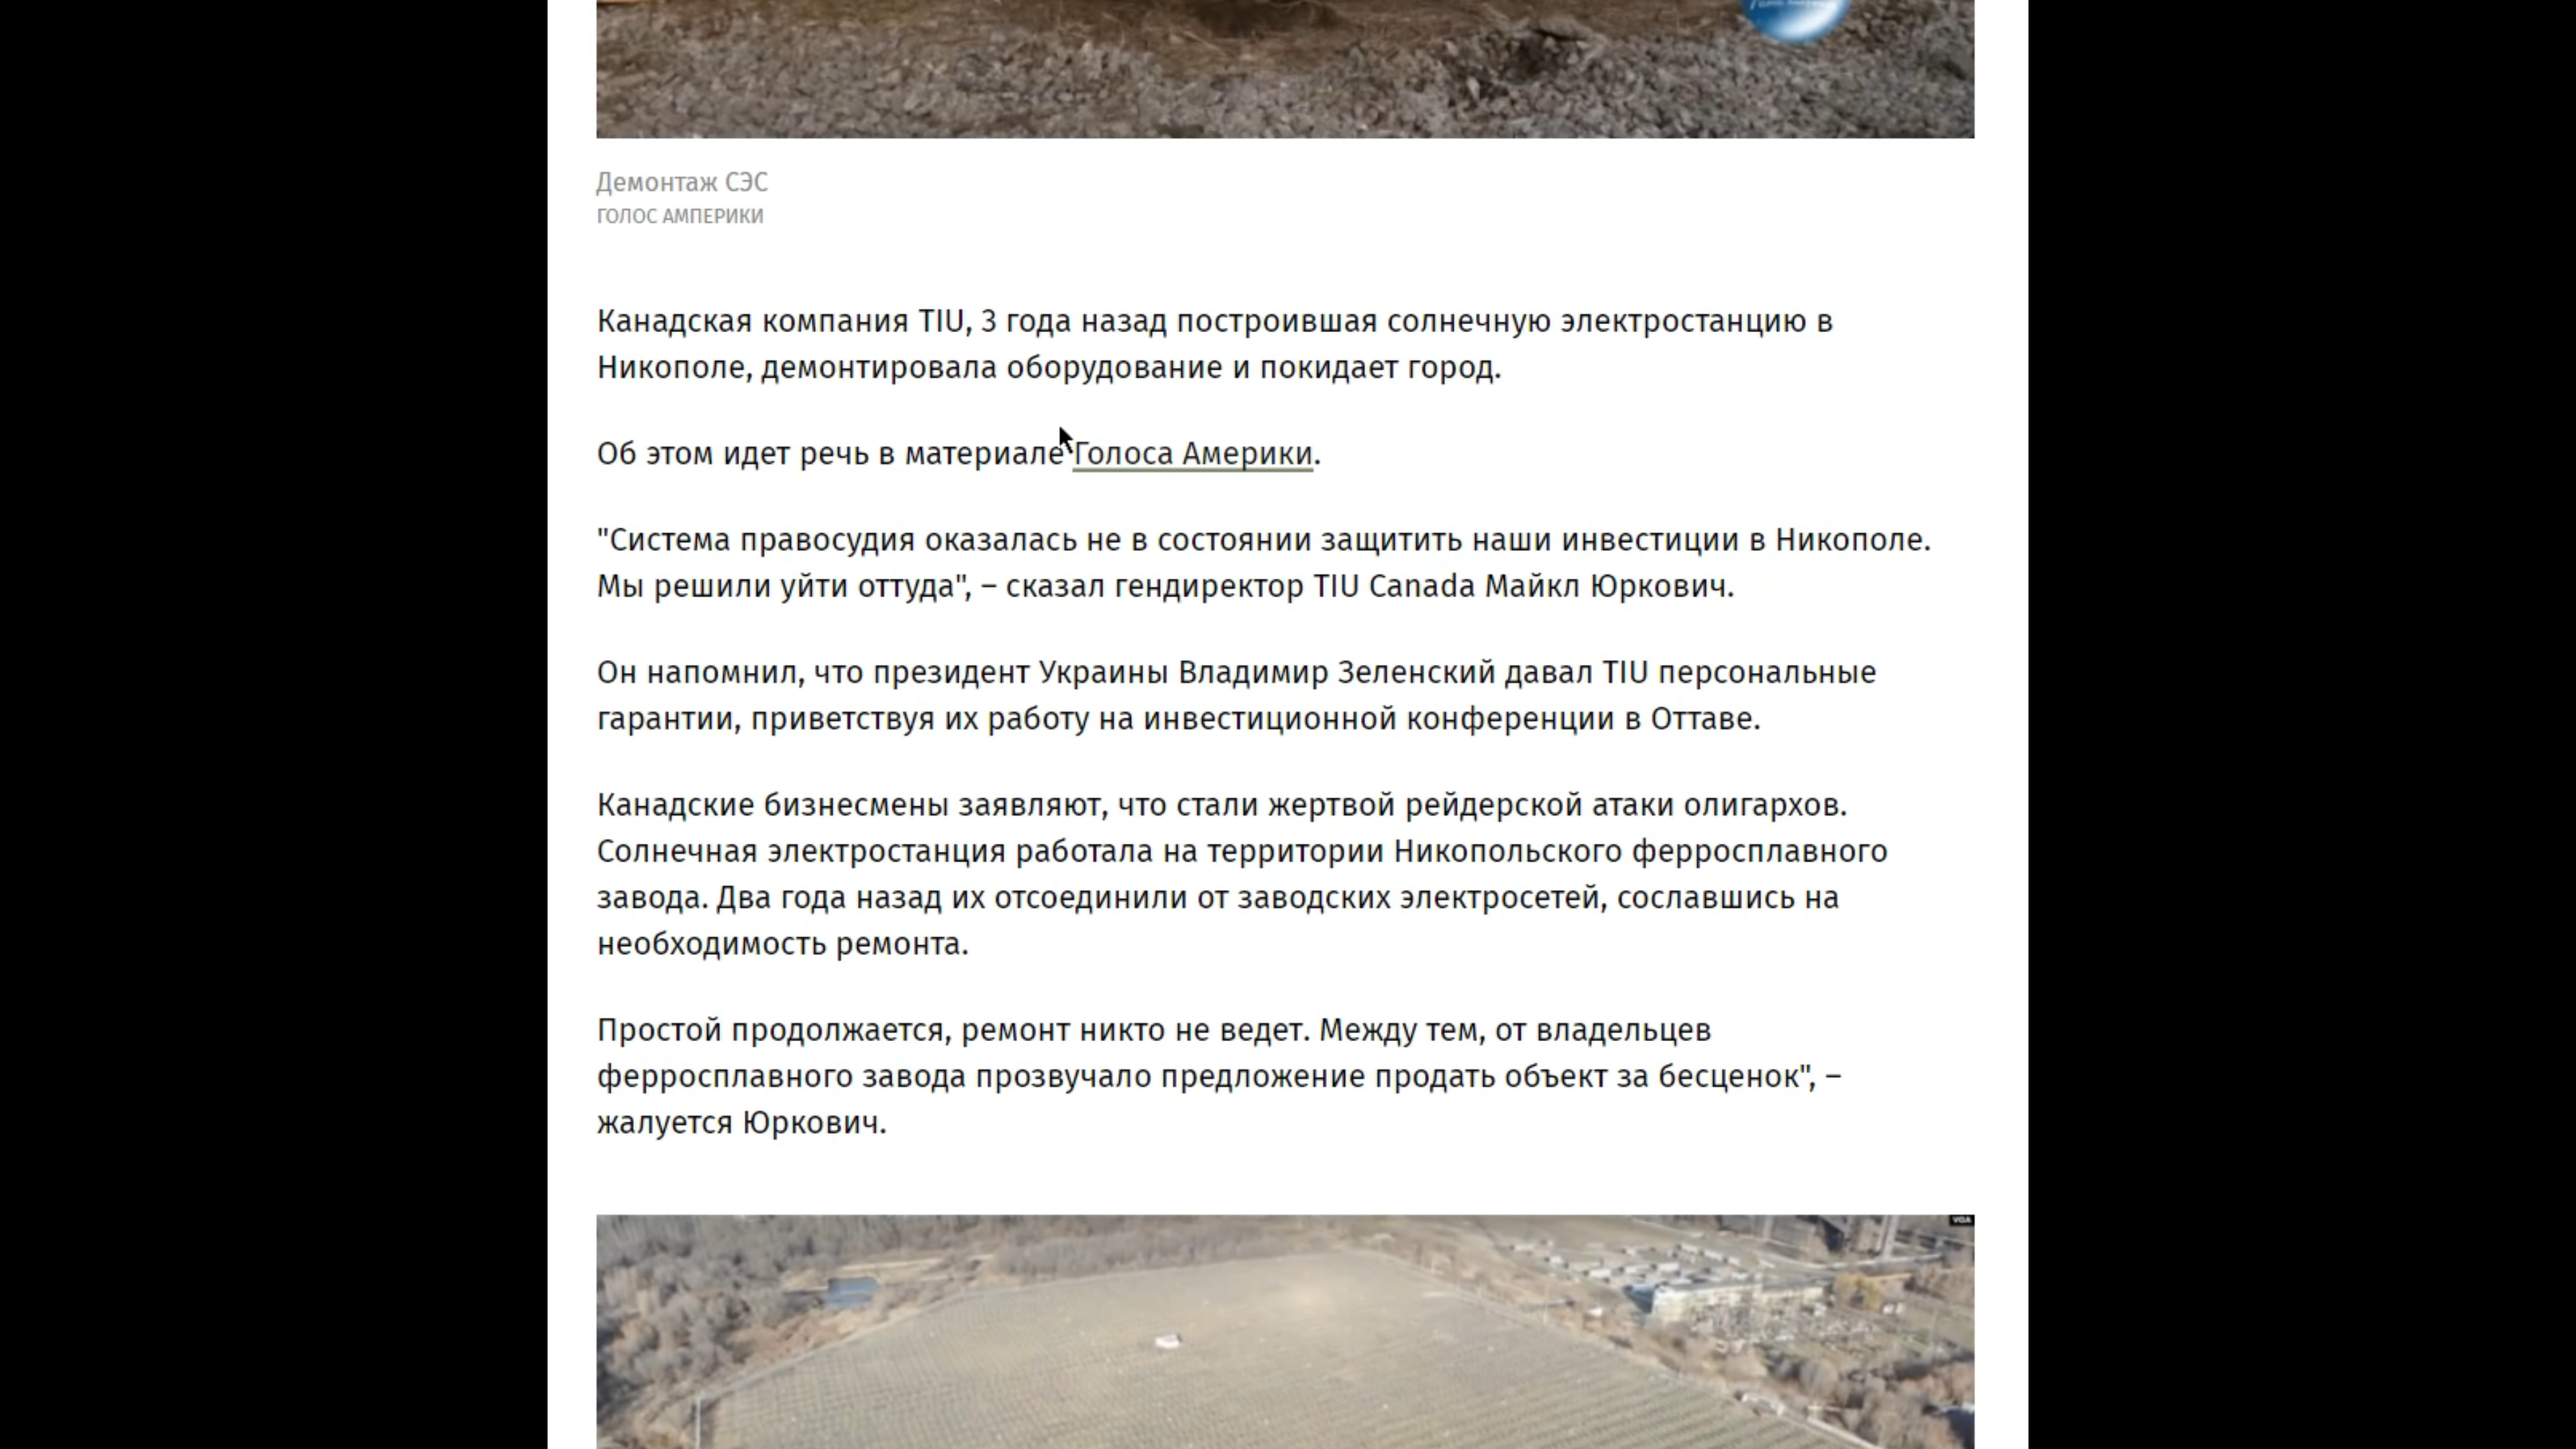 Демонтаж СЭС
ГОЛОС АМПЕРИКИ
Канадская компания TIU, 3 года назад построившая солнечную электростанцию в
Никополе, демонтировала оборудование и покидает город.
Об этом идет речь в материале Голоса Америки.
"Система правосудия оказалась не в состоянии защитить наши инвестиции в Никополе.
Мы решили уйти оттуда", – сказал гендиректор TIU Canada Майкл Юркович.
Он напомнил, что президент Украины Владимир Зеленский давал TIU персональные
гарантии, приветствуя их работу на инвестиционной конференции в Оттаве.
Канадские бизнесмены заявляют, что стали жертвой рейдерской атаки олигархов.
Солнечная электростанция работала на территории Никопольского ферросплавного
завода. Два года назад их отсоединили от заводских электросетей, сославшись на
необходимость ремонта.
Простой продолжается, ремонт никто не ведет. Между тем, от владельцев
ферросплавного завода прозвучало предложение продать объект за бесценок", –
жалуется Юркович.
VOA